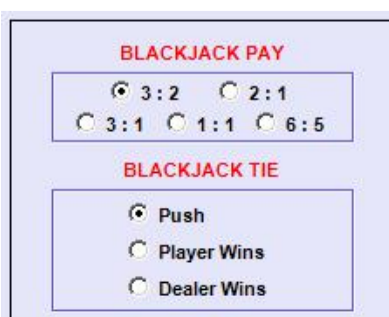 BLACKJACK PAY
3 : 2 2 : 1
3 : 1 1 : 1 6 : 5
BLACKJACK TIE
Push
Player Wins
Dealer Wins